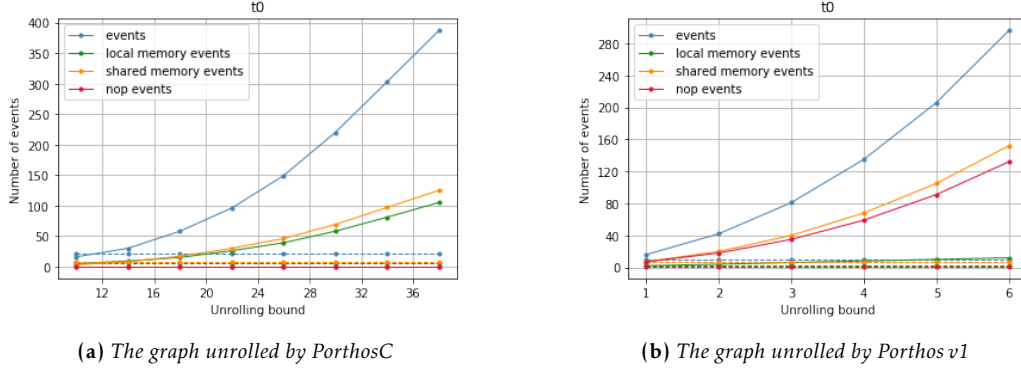 t0
400
350
300
250
200
150
100
50
0
Number of events
events
local memory events
shared memory events
nop events
12
16
20
24
28
32
36
Unrolling bound
(a) The graph unrolled by PorthosC
t0
280
240
200
160
120
80
40
0
Number of events
events
local memory events
shared memory events
nop events
1
2
3
4
5
6
Unrolling bound
(b) The graph unrolled by Porthos v1